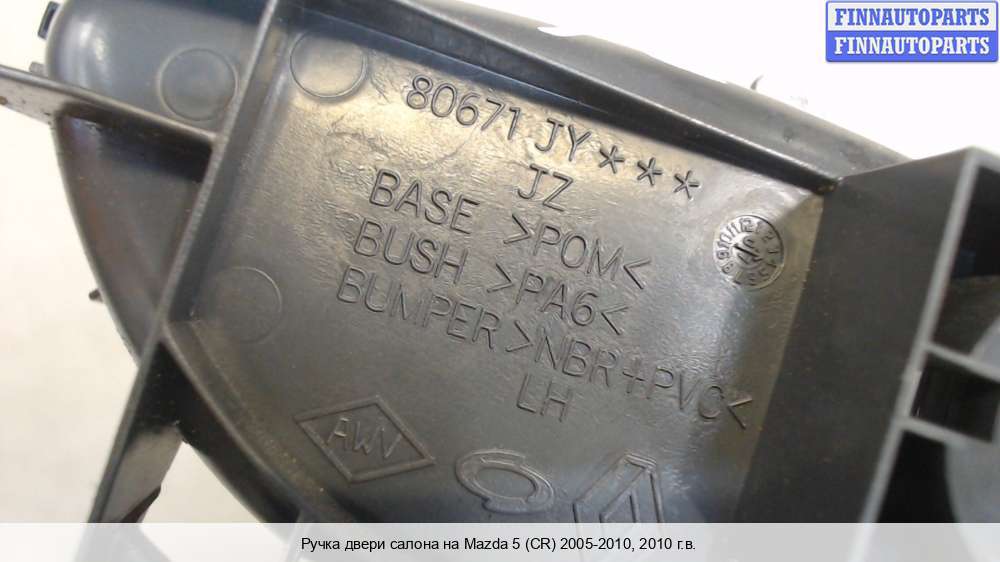 FINNAUTOPARTS
FINNAUTOPARTS
80671 JY***
JZ
BASE >POM<
BUSH >PA6<
BUMPER>NBR+PVC<
LH
AWV
Ручка двери салона на Mazda 5 (CR) 2005-2010, 2010 г.в.